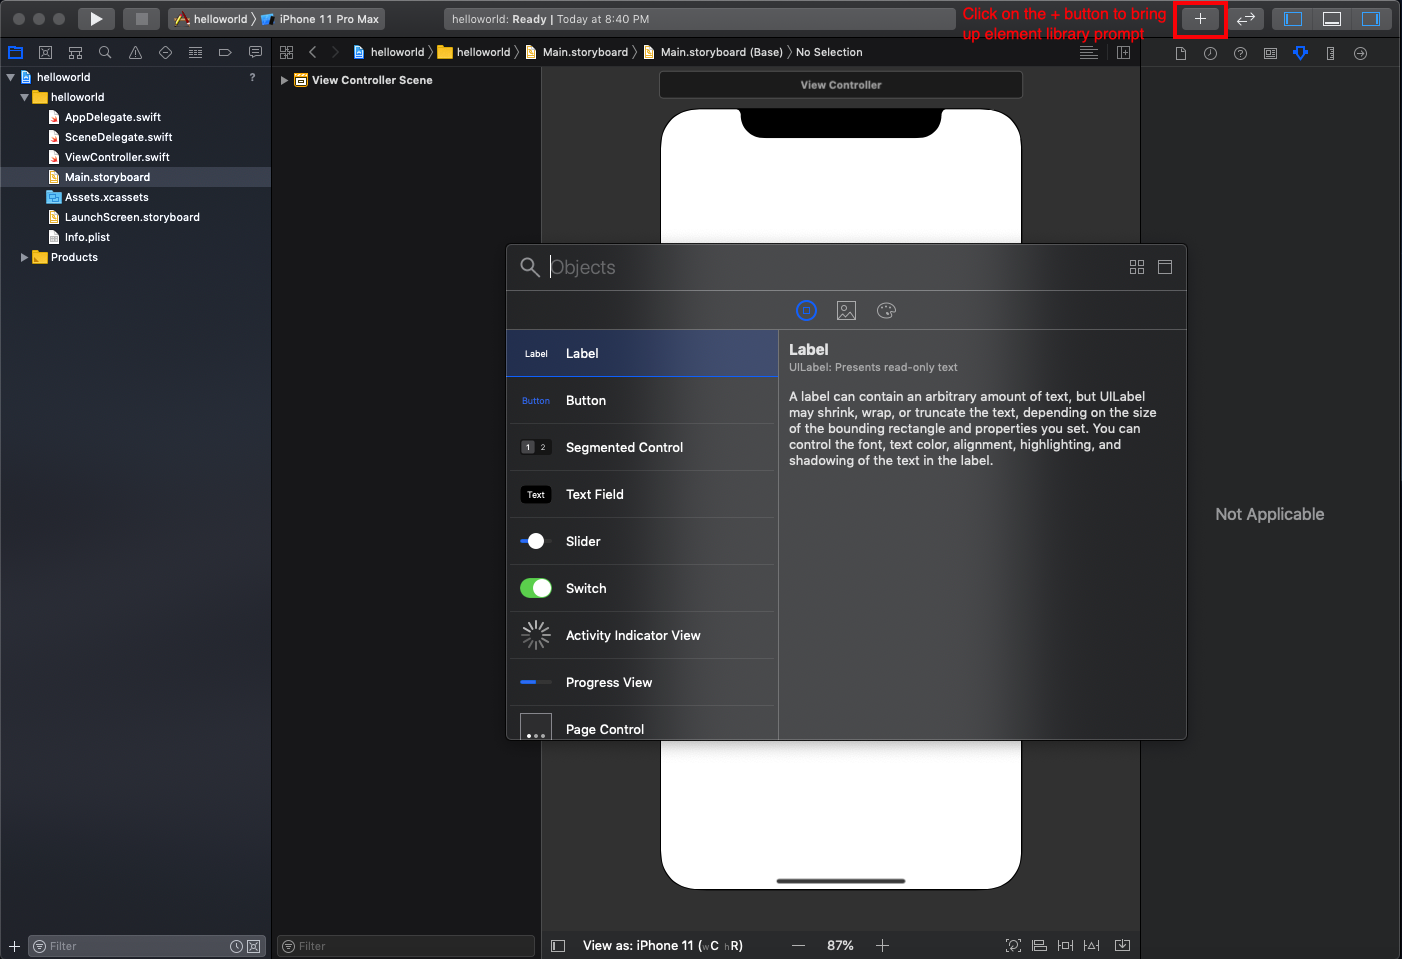 helloworld
iPhone 11 Pro Max
helloworld: Ready | Today at 8:40 PM
Click on the + button to bring
up element library prompt
helloworld
helloworld
Main.storyboard
Main.storyboard (Base)
No Selection
helloworld
?
helloworld
AppDelegate.swift
SceneDelegate.swift
ViewController.swift
Main.storyboard
Assets.xcassets
LaunchScreen.storyboard
Info.plist
Products
View Controller Scene
View Controller
Objects
Label Label
Button Button
1 2 Segmented Control
Text Text Field
Slider
Switch
Activity Indicator View
Progress View
Page Control
Label
UILabel: Presents read-only text
A label can contain an arbitrary amount of text, but UILabel
may shrink, wrap, or truncate the text, depending on the size
of the bounding rectangle and properties you set. You can
control the font, text color, alignment, highlighting, and
shadowing of the text in the label.
Not Applicable
Filter
Filter
View as: iPhone 11 (wC hR)
87%